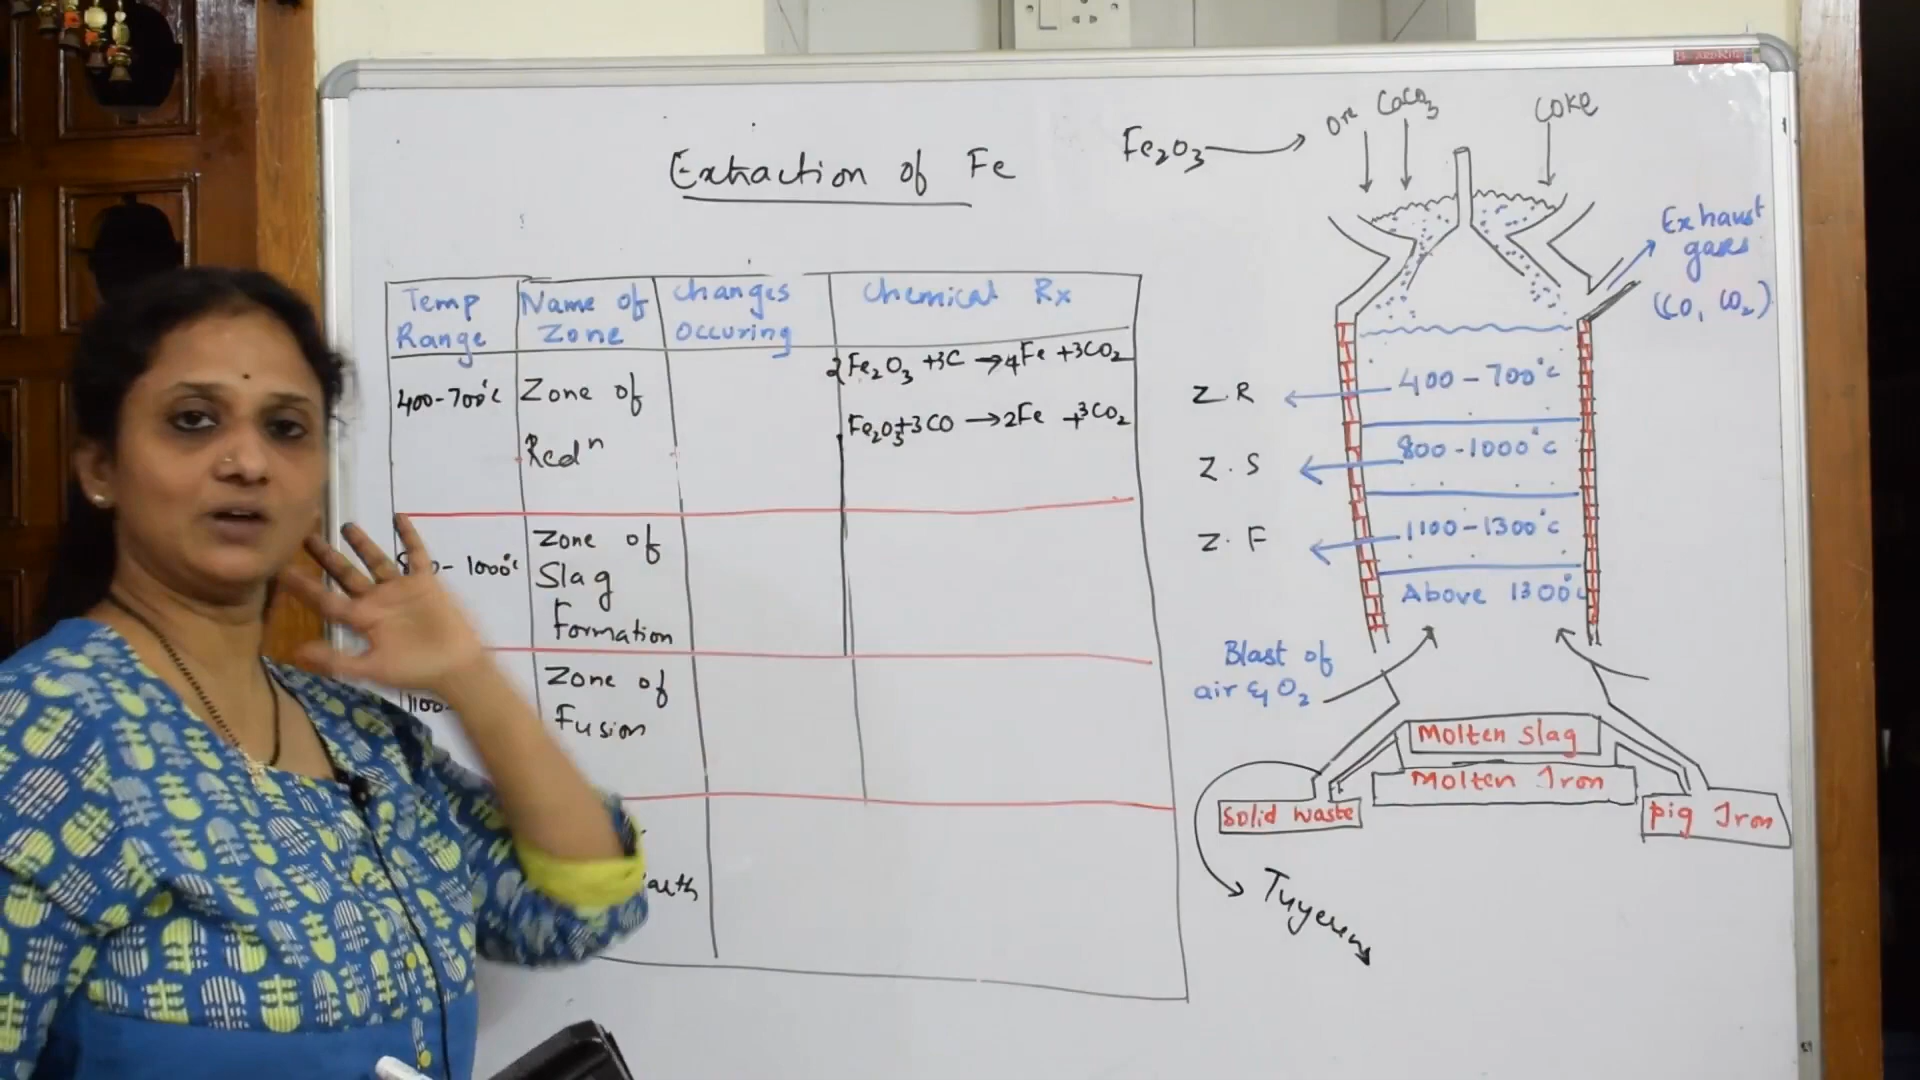 Extraction of Fe
Fe₂O₃
Ore CaCO₃
Coke
Exhaust
gases
(CO, CO₂)
Temp
Range
Name of
Zone
Changes
Occuring
Chemical Rx
400-700°C
Zone of
Redⁿ
2Fe₂O₃ +3C → 4Fe +3CO₂
Fe₂O₃+3CO → 2Fe +3CO₂
- 1000°C
Zone of
Slag
Formation
1100-
Zone of
Fusion
400-700°C
Z.R
800-1000°C
Z.S
1100-1300°C
Z.F
Above 1300°C
Blast of
air & O₂
Molten Slag
Molten Iron
Solid waste
Pig Iron